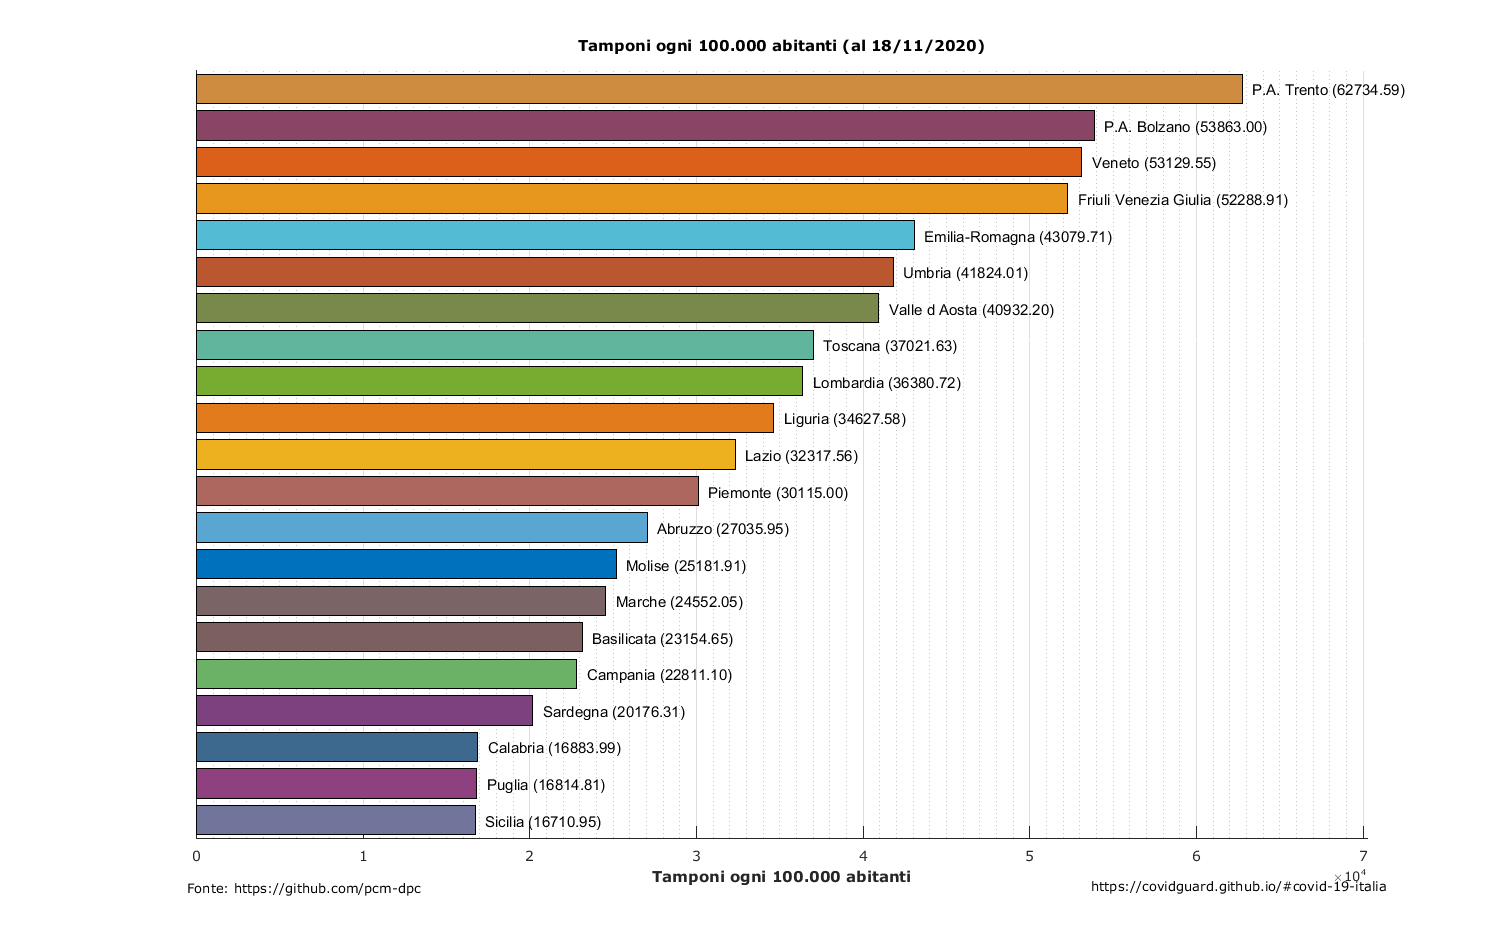 Tamponi ogni 100.000 abitanti (al 18/11/2020)
P.A. Trento (62734.59)
P.A. Bolzano (53863.00)
Veneto (53129.55)
Friuli Venezia Giulia (52288.91)
Emilia-Romagna (43079.71)
Umbria (41824.01)
Valle d Aosta (40932.20)
Toscana (37021.63)
Lombardia (36380.72)
Liguria (34627.58)
Lazio (32317.56)
Piemonte (30115.00)
Abruzzo (27035.95)
Molise (25181.91)
Marche (24552.05)
Basilicata (23154.65)
Campania (22811.10)
Sardegna (20176.31)
Calabria (16883.99)
Puglia (16814.81)
Sicilia (16710.95)
0 1 2 3 4 5 6 7
×10⁴
Tamponi ogni 100.000 abitanti
Fonte: https://github.com/pcm-dpc
https://covidguard.github.io/#covid-19-italia